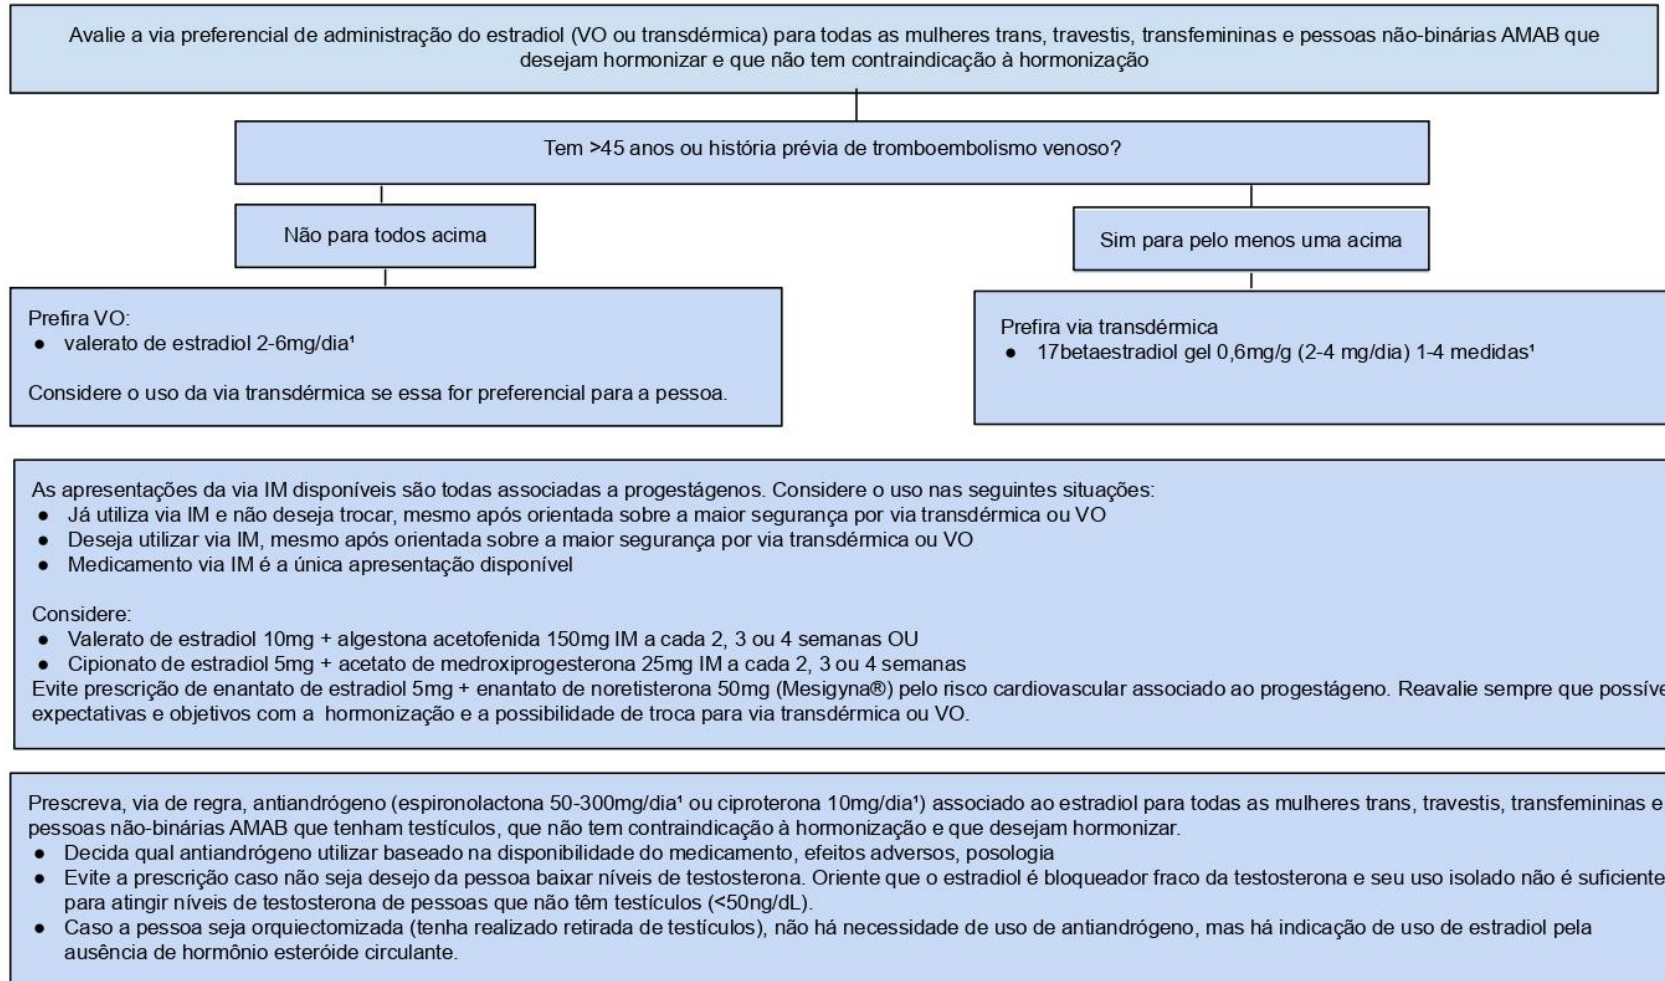 Avalie a via preferencial de administração do estradiol (VO ou transdérmica) para todas as mulheres trans, travestis, transfemininas e pessoas não-binárias AMAB que
desejam hormonizar e que não tem contraindicação à hormonização
Tem >45 anos ou história prévia de tromboembolismo venoso?
Não para todos acima
Sim para pelo menos uma acima
Prefira VO:
● valerato de estradiol 2-6mg/dia¹
Considere o uso da via transdérmica se essa for preferencial para a pessoa.
Prefira via transdérmica
● 17betaestradiol gel 0,6mg/g (2-4 mg/dia) 1-4 medidas¹
As apresentações da via IM disponíveis são todas associadas a progestágenos. Considere o uso nas seguintes situações:
● Já utiliza via IM e não deseja trocar, mesmo após orientada sobre a maior segurança por via transdérmica ou VO
● Deseja utilizar via IM, mesmo após orientada sobre a maior segurança por via transdérmica ou VO
● Medicamento via IM é a única apresentação disponível
Considere:
● Valerato de estradiol 10mg + algestona acetofenida 150mg IM a cada 2, 3 ou 4 semanas OU
● Cipionato de estradiol 5mg + acetato de medroxiprogesterona 25mg IM a cada 2, 3 ou 4 semanas
Evite prescrição de enantato de estradiol 5mg + enantato de noretisterona 50mg (Mesigyna®) pelo risco cardiovascular associado ao progestágeno. Reavalie sempre que possíve
expectativas e objetivos com a hormonização e a possibilidade de troca para via transdérmica ou VO.
Prescreva, via de regra, antiandrógeno (espironolactona 50-300mg/dia¹ ou ciproterona 10mg/dia¹) associado ao estradiol para todas as mulheres trans, travestis, transfemininas e
pessoas não-binárias AMAB que tenham testículos, que não tem contraindicação à hormonização e que desejam hormonizar.
● Decida qual antiandrógeno utilizar baseado na disponibilidade do medicamento, efeitos adversos, posologia
● Evite a prescrição caso não seja desejo da pessoa baixar níveis de testosterona. Oriente que o estradiol é bloqueador fraco da testosterona e seu uso isolado não é suficiente
para atingir níveis de testosterona de pessoas que não têm testículos (<50ng/dL).
● Caso a pessoa seja orquiectomizada (tenha realizado retirada de testículos), não há necessidade de uso de antiandrógeno, mas há indicação de uso de estradiol pela
ausência de hormônio esteróide circulante.